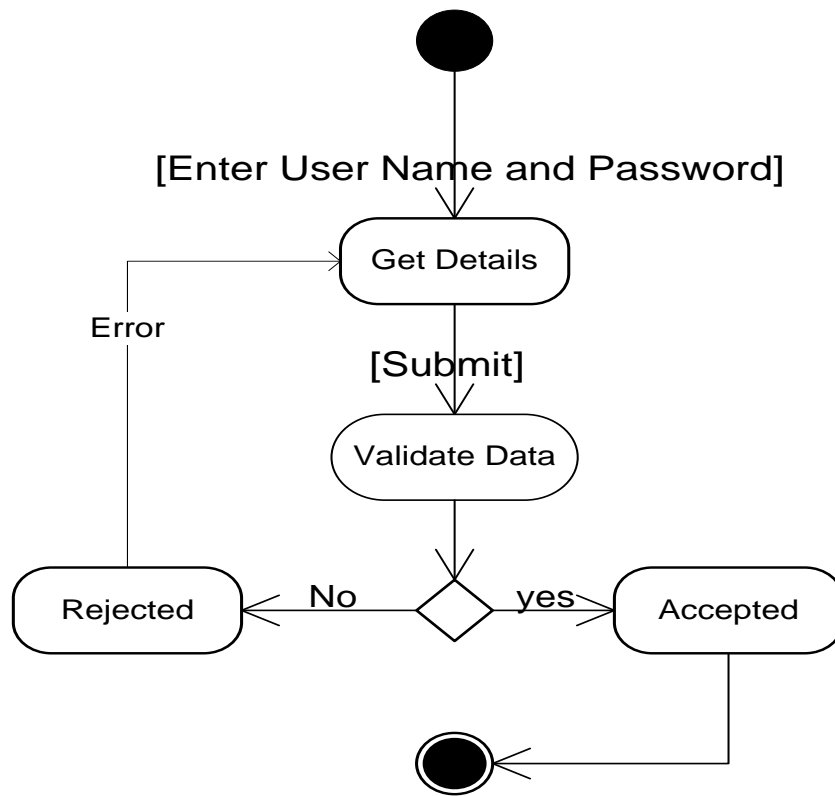 [Enter User Name and Password]
Get Details
Error
[Submit]
Validate Data
No
yes
Rejected
Accepted